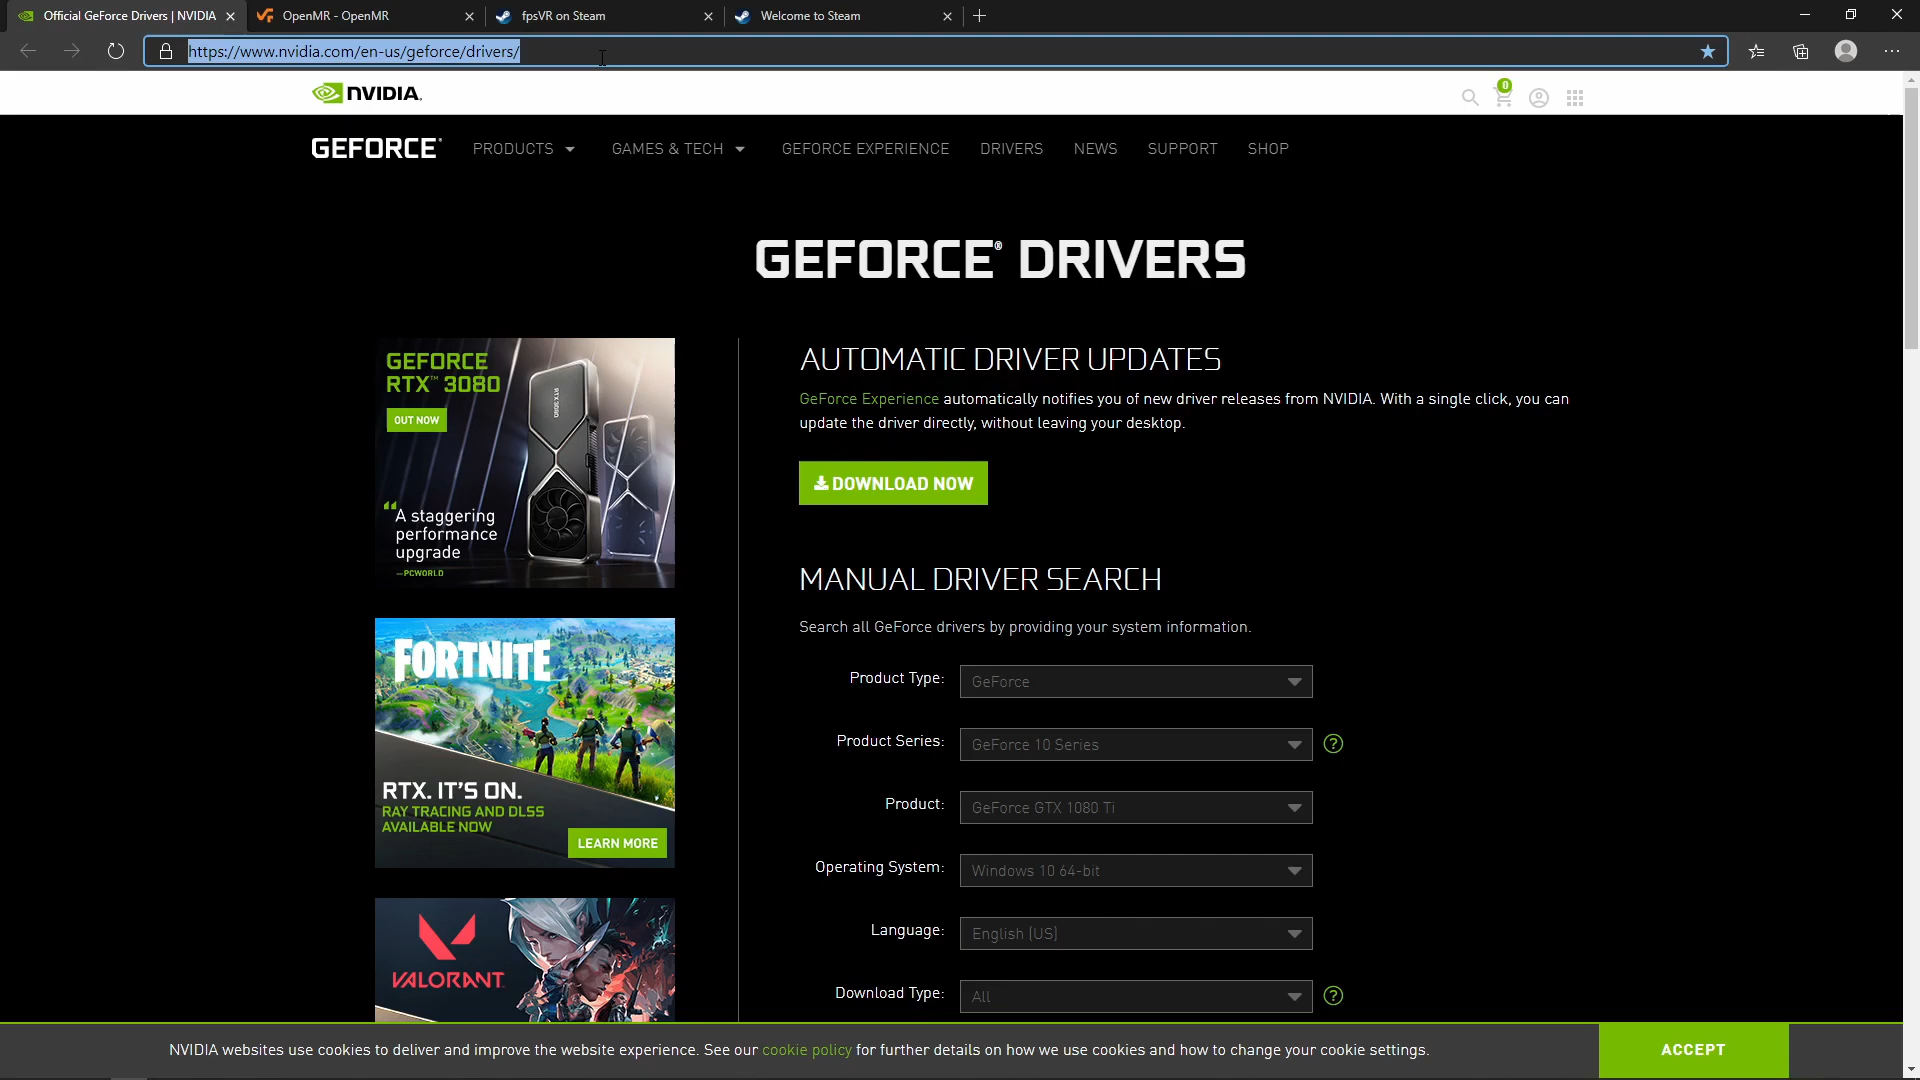 Official GeForce Drivers | NVIDIA
OpenMR - OpenMR
fpsVR on Steam
Welcome to Steam
https://www.nvidia.com/en-us/geforce/drivers/
NVIDIA.
0
GEFORCE®
PRODUCTS
GAMES & TECH
GEFORCE EXPERIENCE
DRIVERS
NEWS
SUPPORT
SHOP
GEFORCE® DRIVERS
GEFORCE
RTX™ 3080
OUT NOW
RTX 3080
“A staggering
performance
upgrade
—PCWORLD
AUTOMATIC DRIVER UPDATES
GeForce Experience automatically notifies you of new driver releases from NVIDIA. With a single click, you can
update the driver directly, without leaving your desktop.
DOWNLOAD NOW
MANUAL DRIVER SEARCH
Search all GeForce drivers by providing your system information.
FORTNITE
RTX. IT'S ON.
RAY TRACING AND DLSS
AVAILABLE NOW
LEARN MORE
VALORANT
Product Type: GeForce
Product Series: GeForce 10 Series ?
Product: GeForce GTX 1080 Ti
Operating System: Windows 10 64-bit
Language: English (US)
Download Type: All ?
NVIDIA websites use cookies to deliver and improve the website experience. See our cookie policy for further details on how we use cookies and how to change your cookie settings.
ACCEPT